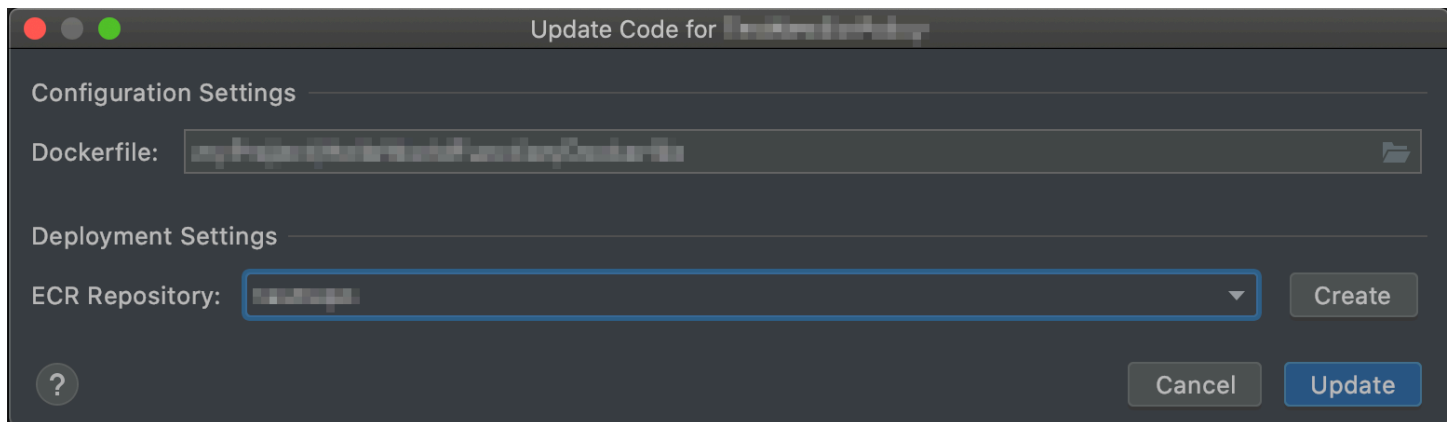 Update Code for
Configuration Settings
Dockerfile:
Deployment Settings
ECR Repository:
Create
?
Cancel
Update